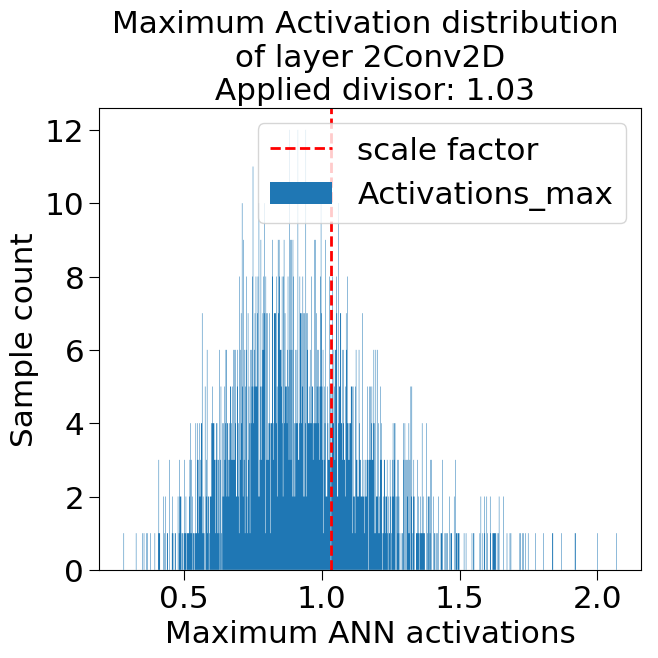 Maximum Activation distribution
of layer 2Conv2D
Applied divisor: 1.03
scale factor
Activations_max
Sample count
12
10
8
6
4
2
0
0.5 1.0 1.5 2.0
Maximum ANN activations